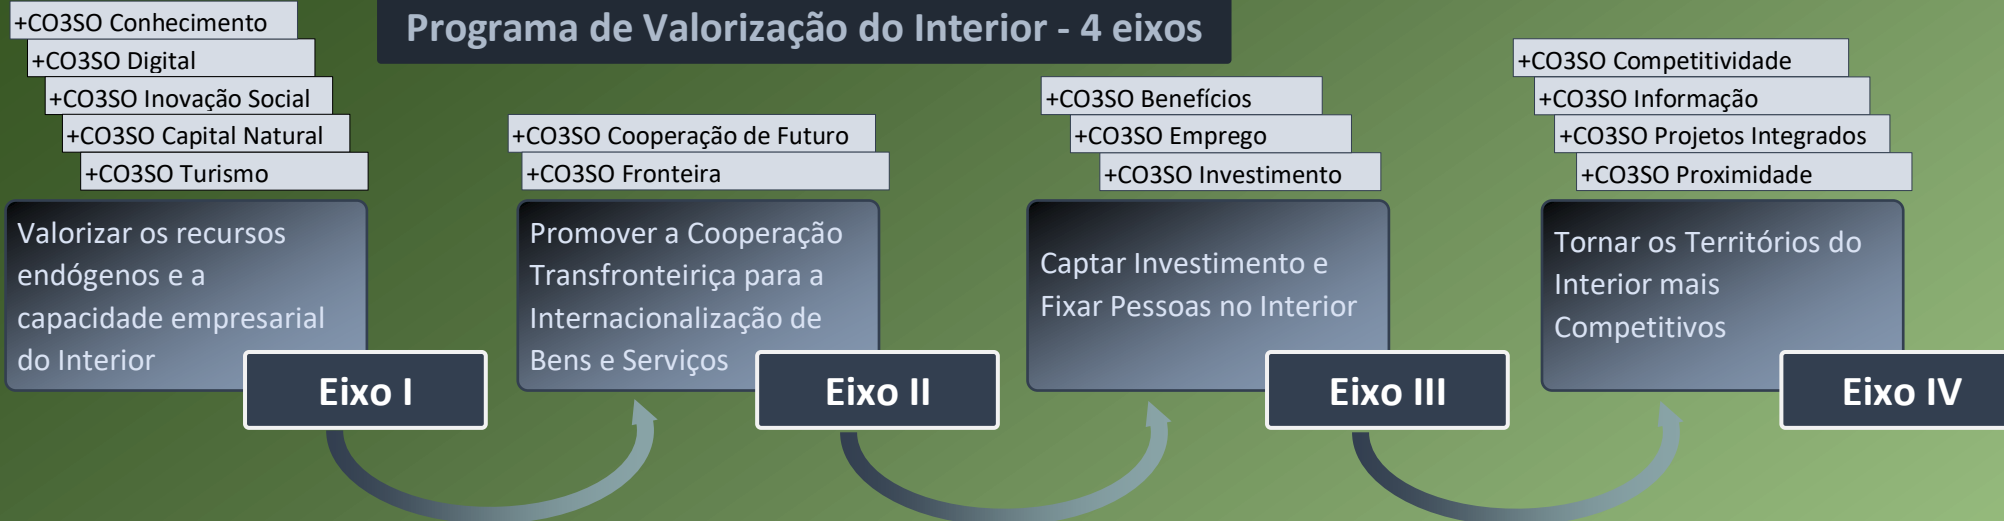 Programa de Valorização do Interior - 4 eixos
+CO3SO Conhecimento
+CO3SO Digital
+CO3SO Inovação Social
+CO3SO Capital Natural
+CO3SO Turismo
Valorizar os recursos
endógenos e a
capacidade empresarial
do Interior
Eixo I
+CO3SO Cooperação de Futuro
+CO3SO Fronteira
Promover a Cooperação
Transfronteiriça para a
Internacionalização de
Bens e Serviços
Eixo II
+CO3SO Benefícios
+CO3SO Emprego
+CO3SO Investimento
Captar Investimento e
Fixar Pessoas no Interior
Eixo III
+CO3SO Competitividade
+CO3SO Informação
+CO3SO Projetos Integrados
+CO3SO Proximidade
Tornar os Territórios do
Interior mais
Competitivos
Eixo IV